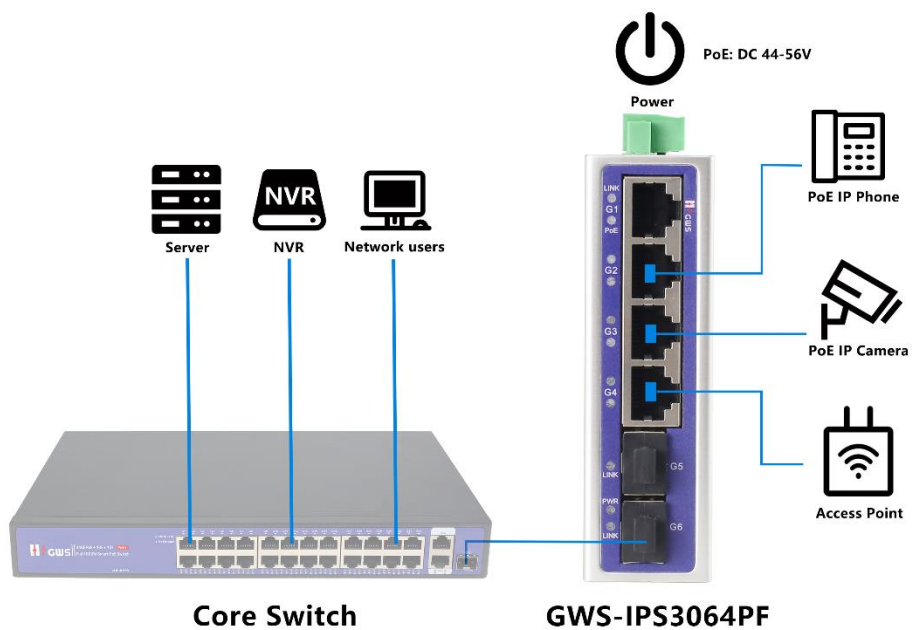 PoE: DC 44-56V
Power
NVR
Server
NVR
Network users
LINK
G1
PoE
GWS
G2
G3
G4
G5
LINK
PWR
G6
LINK
PoE IP Phone
PoE IP Camera
Access Point
GWS
Core Switch
GWS-IPS3064PF